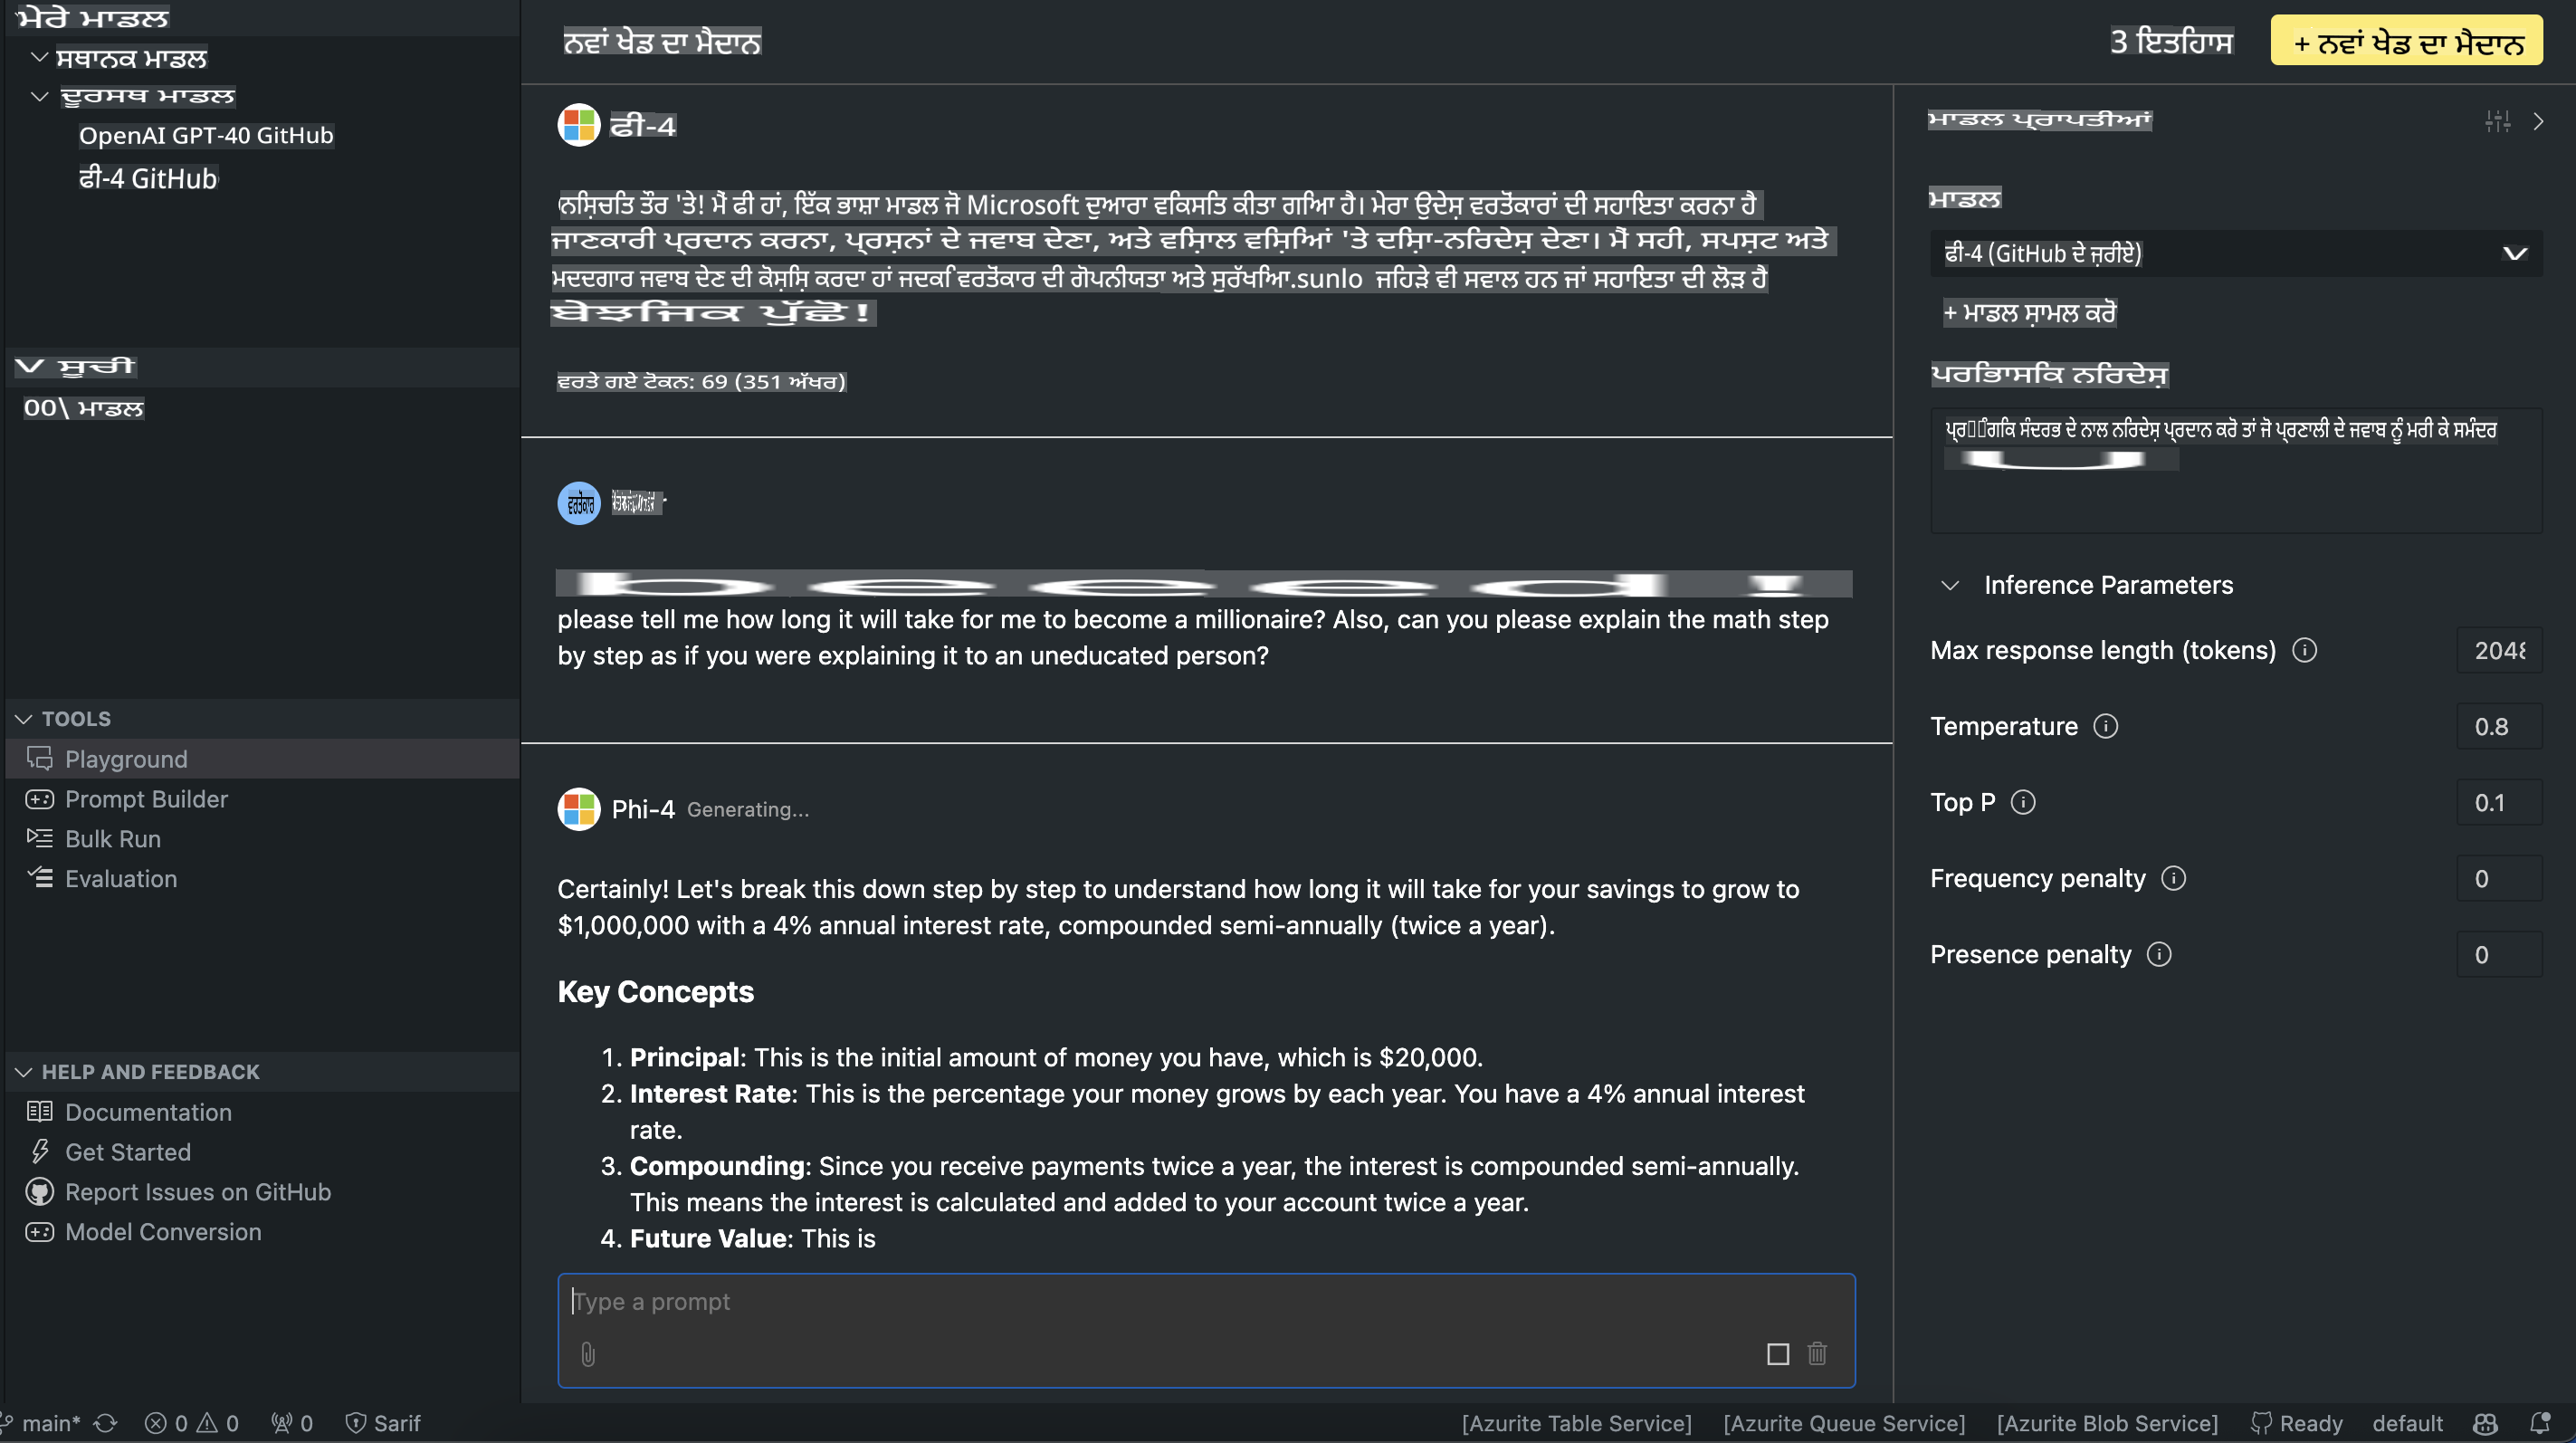 ਮੇਰੇ ਮਾਡਲ
ਸਥਾਨਕ ਮਾਡਲ
ਦੂਰਸਥ ਮਾਡਲ
OpenAI GPT-40 GitHub
ਫੀ-4 GitHub
V ਸੂਚੀ
00\ ਮਾਡਲ
TOOLS
Playground
Prompt Builder
Bulk Run
Evaluation
HELP AND FEEDBACK
Documentation
Get Started
Report Issues on GitHub
Model Conversion
ਨਵਾਂ ਖੇਡ ਦਾ ਮੈਦਾਨ
3 ਇਤਹਾਿਸ
+ ਨਵਾਂ ਖੇਡ ਦਾ ਮੈਦਾਨ
ਫੀ-4
ਨਸਿ਼ਚਤਿ ਤੌਰ 'ਤੇ! ਮੈਂ ਫੀ ਹਾਂ, ਇੱਕ ਭਾਸ਼ਾ ਮਾਡਲ ਜੋ Microsoft ਦੁਆਰਾ ਵਕਿਸਤਿ ਕੀਤਾ ਗਆਿ ਹੈ। ਮੇਰਾ ਉਦੇਸ਼ ਵਰਤੋਂਕਾਰਾਂ ਦੀ ਸਹਾਇਤਾ ਕਰਨਾ ਹੈ
ਜਾਣਕਾਰੀ ਪ੍ਰਦਾਨ ਕਰਨਾ, ਪ੍ਰਸ਼ਨਾਂ ਦੇ ਜਵਾਬ ਦੇਣਾ, ਅਤੇ ਵਸਿ਼ਾਲ ਵਸਿ਼ਆਿਂ 'ਤੇ ਦਸਿ਼ਾ-ਨਰਿਦੇਸ਼ ਦੇਣਾ। ਮੈਂ ਸਹੀ, ਸਪਸ਼ਟ ਅਤੇ
ਮਦਦਗਾਰ ਜਵਾਬ ਦੇਣ ਦੀ ਕੋਸ਼ਸਿ਼ ਕਰਦਾ ਹਾਂ ਜਦਕਿ ਵਰਤੋਂਕਾਰ ਦੀ ਗੋਪਨੀਯਤਾ ਅਤੇ ਸੁਰੱਖਆਿ.sunlo ਜਹਿੜੇ ਵੀ ਸਵਾਲ ਹਨ ਜਾਂ ਸਹਾਇਤਾ ਦੀ ਲੋੜ ਹੈ
ਬੇਝਜਿਕ ਪੁੱਛੋ!
ਵਰਤੇ ਗਏ ਟੋਕਨ: 69 (351 ਅੱਖਰ)
ਵਰਤੋਂਕਾਰ
please tell me how long it will take for me to become a millionaire? Also, can you please explain the math step
by step as if you were explaining it to an uneducated person?
Phi-4 Generating...
Certainly! Let's break this down step by step to understand how long it will take for your savings to grow to
$1,000,000 with a 4% annual interest rate, compounded semi-annually (twice a year).
Key Concepts
1. Principal: This is the initial amount of money you have, which is $20,000.
2. Interest Rate: This is the percentage your money grows by each year. You have a 4% annual interest
rate.
3. Compounding: Since you receive payments twice a year, the interest is compounded semi-annually.
This means the interest is calculated and added to your account twice a year.
4. Future Value: This is
Type a prompt
ਮਾਡਲ ਪ੍ਰਾਪਤੀਆਂ
ਮਾਡਲ
ਫੀ-4 (GitHub ਦੇ ਜ਼ਰੀਏ)
+ ਮਾਡਲ ਸ਼ਾਮਲ ਕਰੋ
ਪਰਭਾਿਸਕਿ ਨਰਿਦੇਸ਼
ਸੰਦਰਭ ਦੇ ਨਾਲ ਨਰਿਦੇਸ਼ ਪ੍ਰਦਾਨ ਕਰੋ ਤਾਂ ਜੋ ਪ੍ਰਣਾਲੀ ਦੇ ਜਵਾਬ ਨੂੰ ਮਰੀ ਕੇ ਸਮੰਦਰ
Inference Parameters
Max response length (tokens) 2048
Temperature 0.8
Top P 0.1
Frequency penalty 0
Presence penalty 0
main* 0 0 0 Sarif
[Azurite Table Service] [Azurite Queue Service] [Azurite Blob Service] Ready default